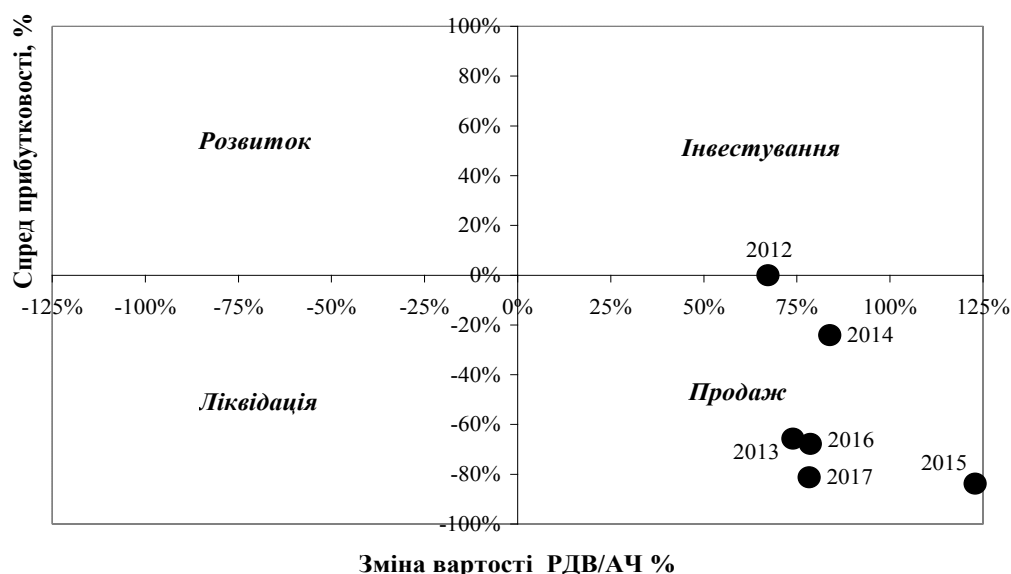 Спред прибутковості, %
100%
80%
Розвиток
Інвестування
60%
40%
20%
2012
0%
-125% -100% -75% -50% -25% 0% 25% 50% 75% 100% 125%
-20%
2014
-40%
Ліквідація
Продаж
-60%
2013
2016
2015
-80%
2017
-100%
Зміна вартості РДВ/АЧ %